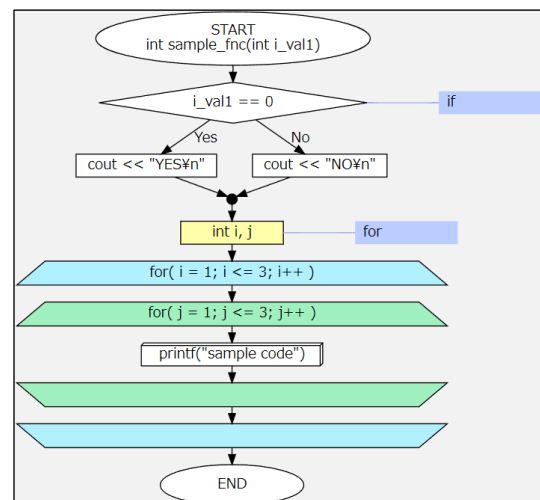 START
int sample_fnc(int i_val1)
i_val1 == 0
if
Yes
No
cout << "YES¥n"
cout << "NO¥n"
int i, j
for
for( i = 1; i <= 3; i++ )
for( j = 1; j <= 3; j++ )
printf("sample code")
END